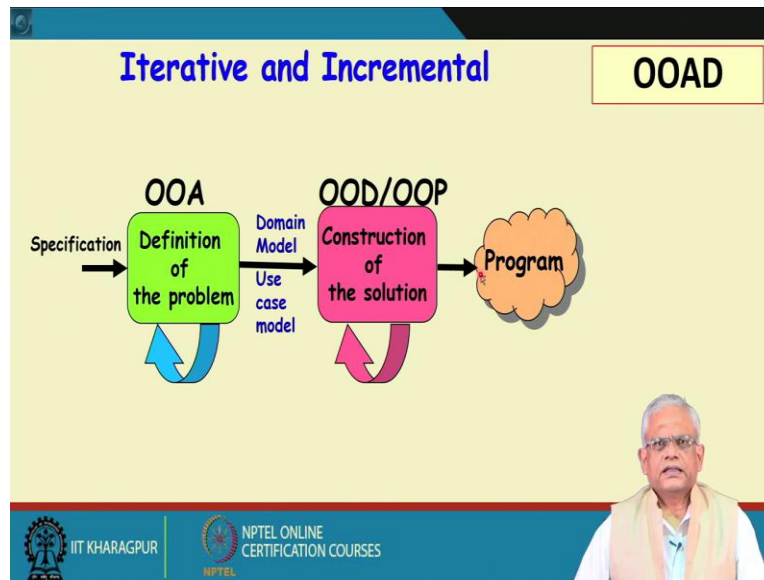 Iterative and Incremental
OOAD
OOA
OOD/OOP
Specification
Definition
of
the problem
Domain
Model
Use
case
model
Construction
of
the solution
Program
IIT KHARAGPUR
NPTEL
NPTEL ONLINE
CERTIFICATION COURSES